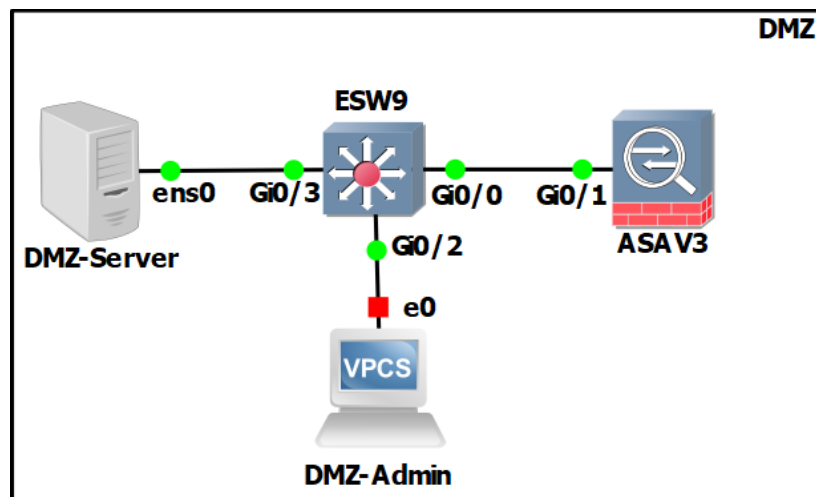 DMZ
ESW9
ens0
Gi0/3
Gi0/0
Gi0/1
DMZ-Server
Gi0/2
ASAV3
e0
VPCS
DMZ-Admin